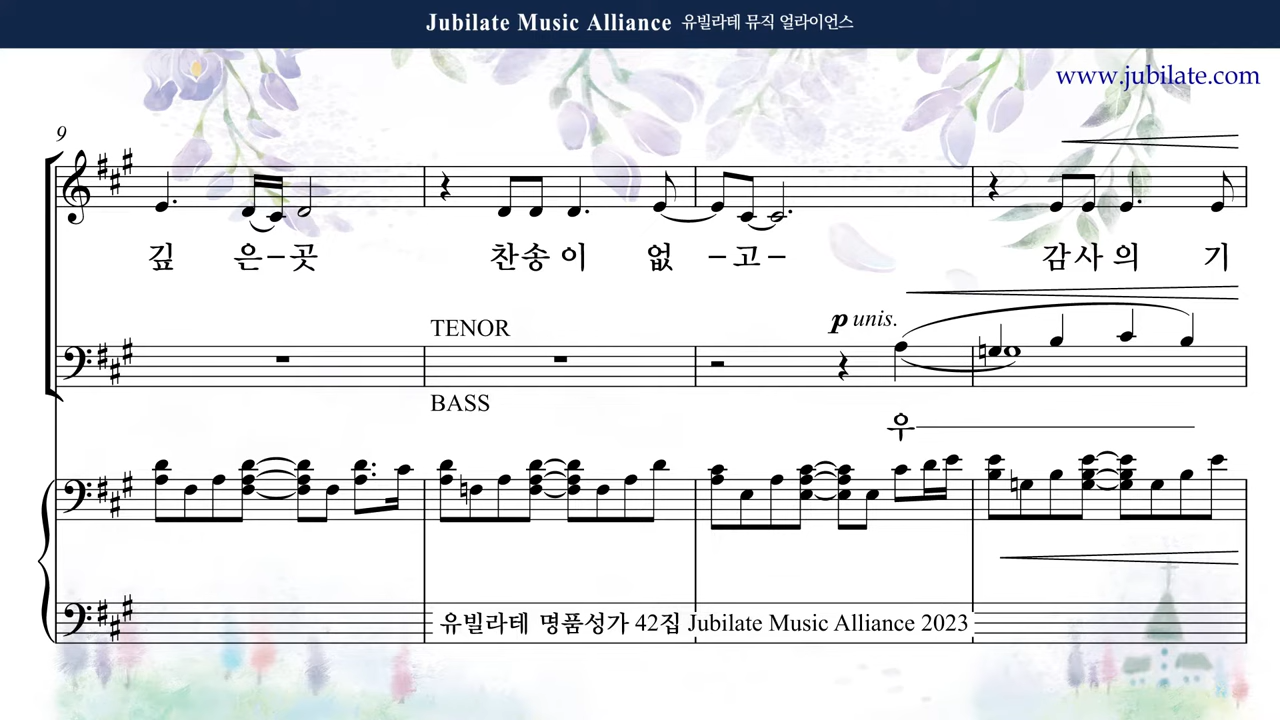 Jubilate Music Alliance 유빌라테 뮤직 얼라이언스
www.jubilate.com
9
깊 은-곳 찬송이 없 -고- 감사의 기
TENOR
p unis.
BASS
우
유빌라테 명품성가 42집 Jubilate Music Alliance 2023